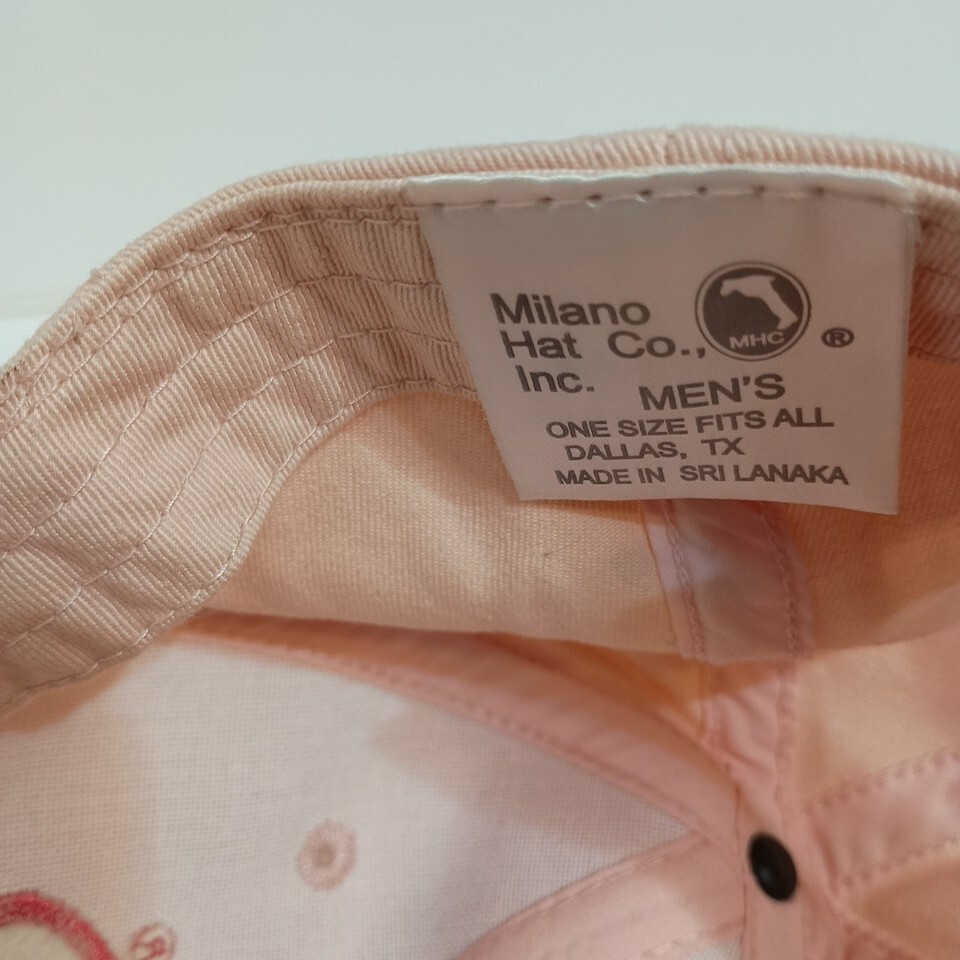 Milano
Hat Co.,
Inc.
MHC
®
MEN'S
ONE SIZE FITS ALL
DALLAS, TX
MADE IN SRI LANAKA